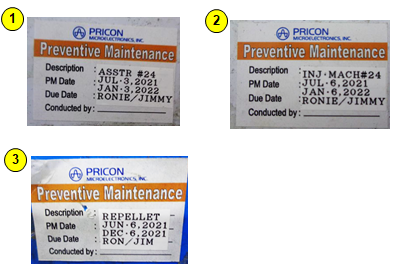 1
PRICON
MICROELECTRONICS, INC.
Preventive Maintenance
Description : ASSTR #24
PM Date : JUL·3,2021
Due Date : JAN·3,2022
Conducted by : RONIE/JIMMY
2
PRICON
MICROELECTRONICS, INC.
Preventive Maintenance
Description : INJ·MACH#24
PM Date : JUL·6,2021
Due Date : JAN·6,2022
Conducted by : RONIE/JIMMY
3
PRICON
MICROELECTRONICS, INC.
Preventive Maintenance
Description : REPELLET
PM Date : JUN·6,2021
Due Date : DEC·6,2021
Conducted by : RON/JIM